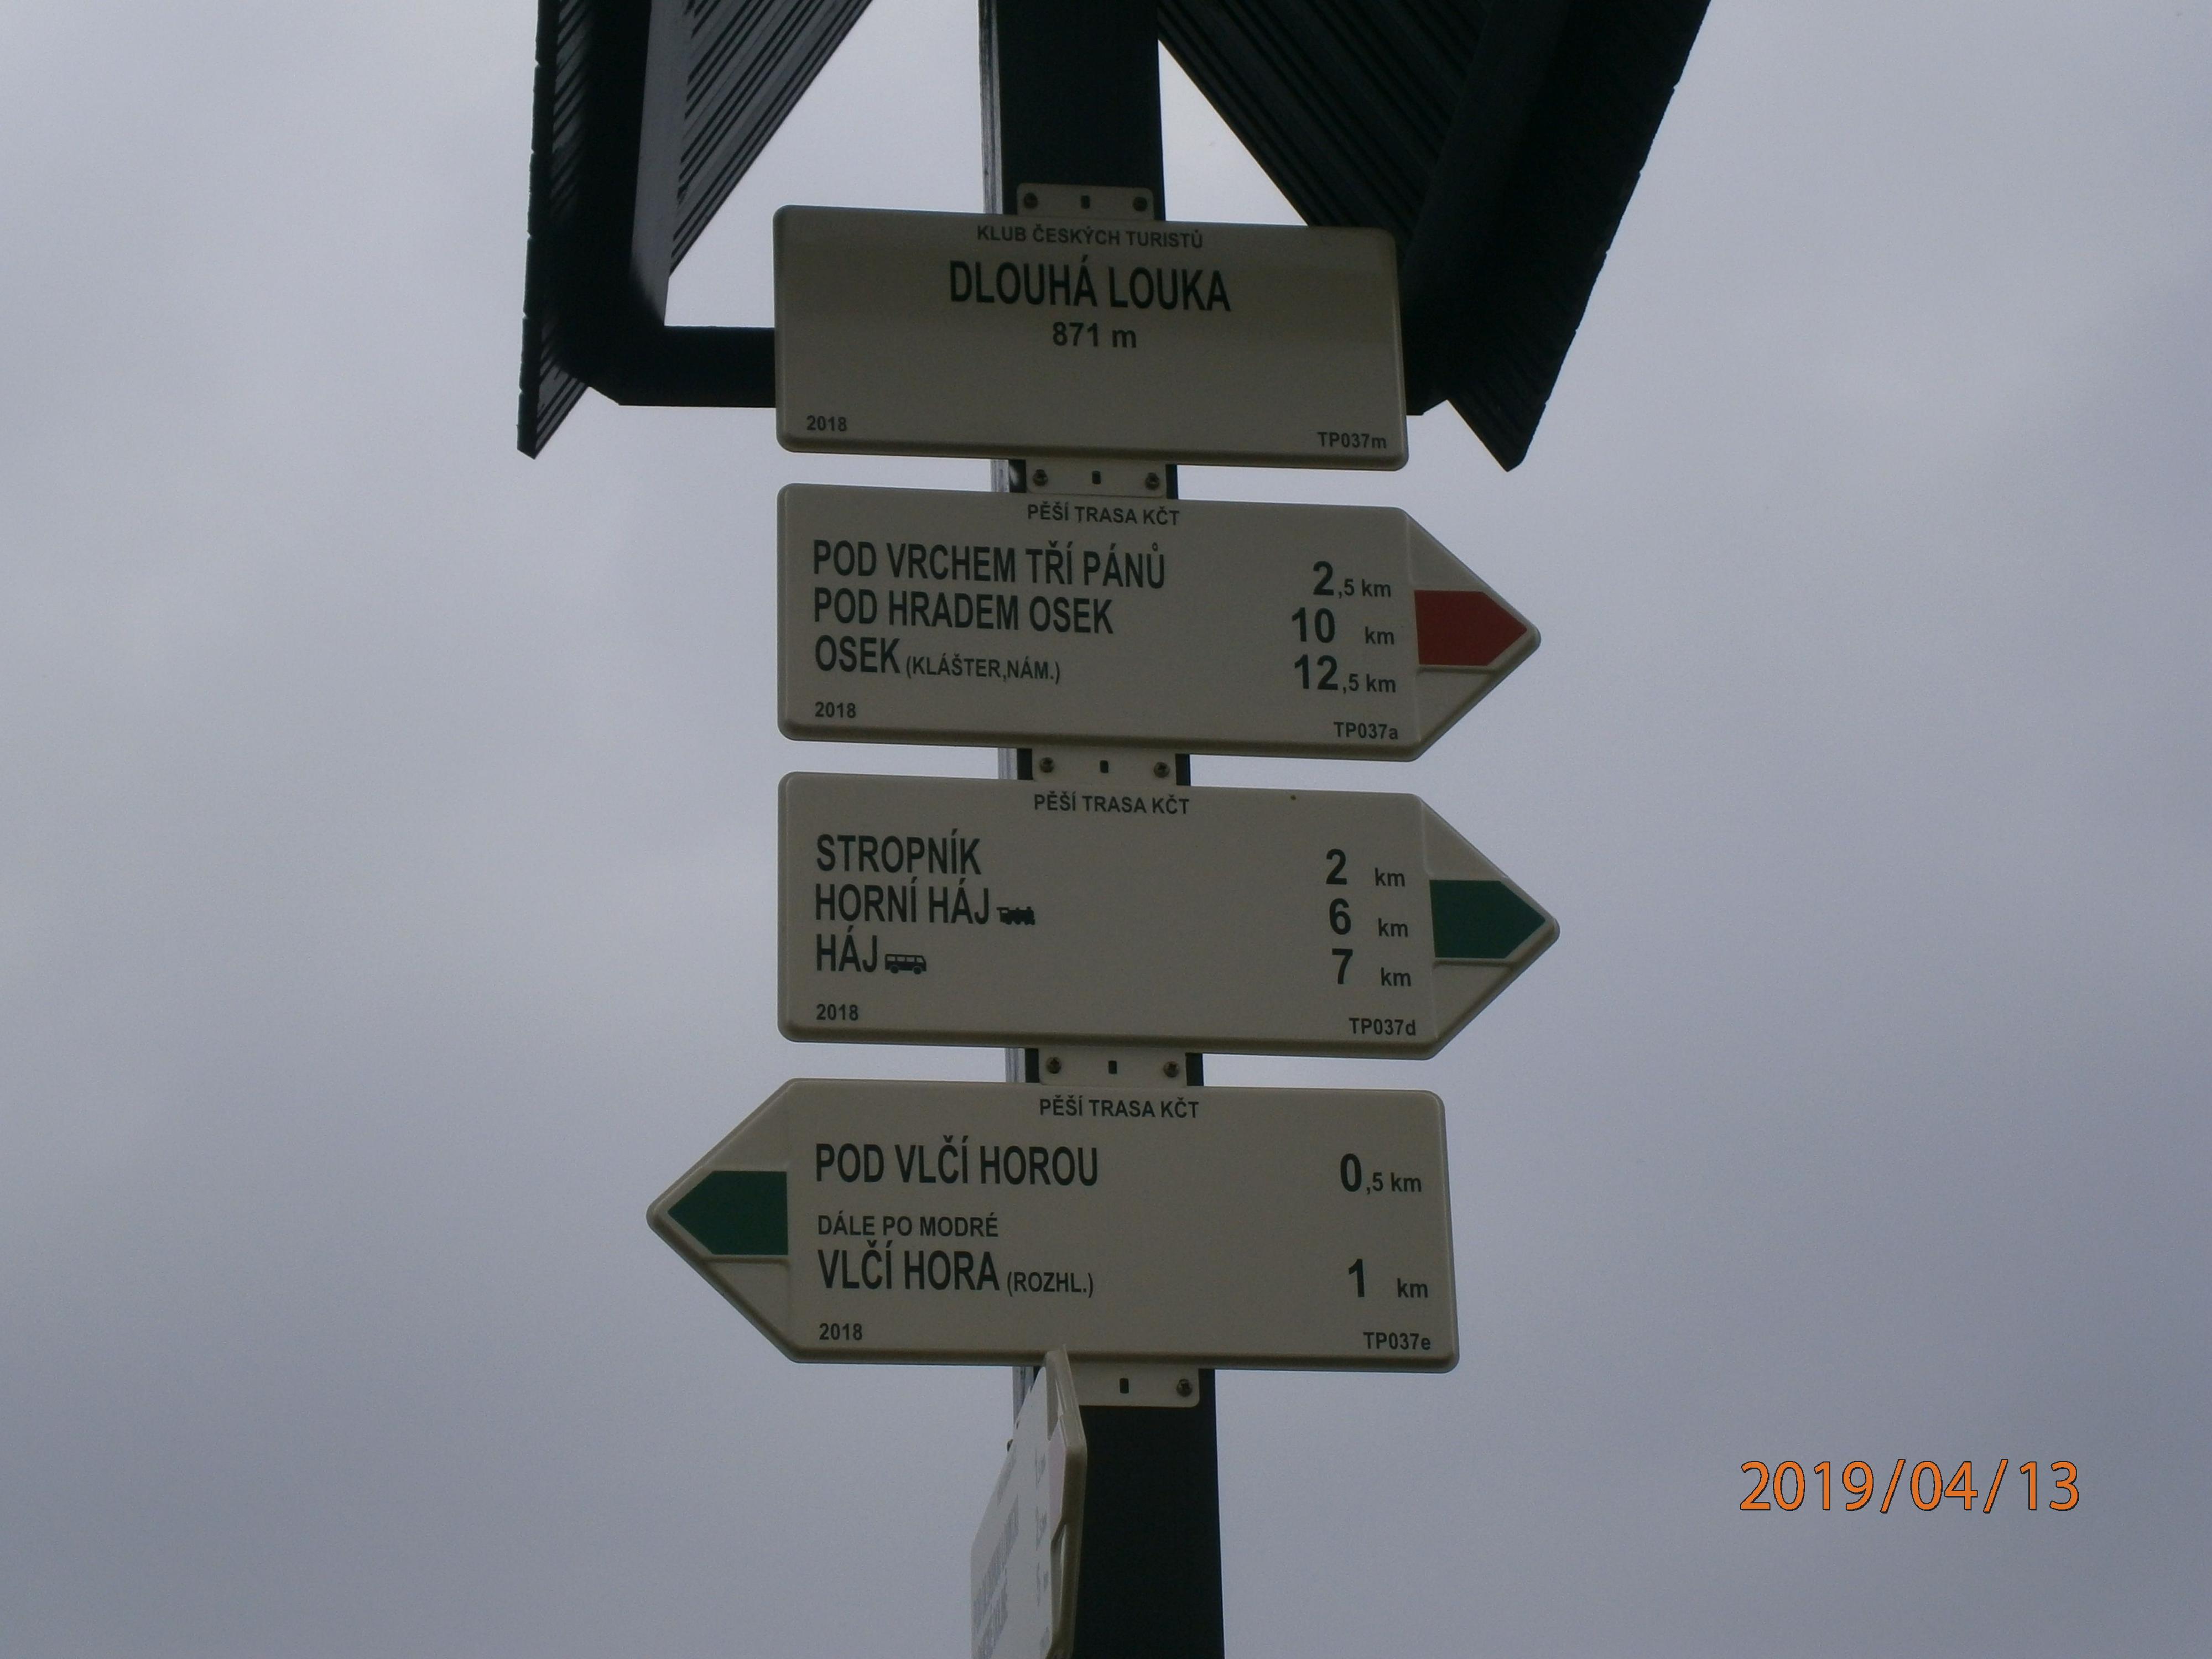 KLUB ČESKÝCH TURISTŮ
DLOUHÁ LOUKA
871 m
2018 TP037m
PĚŠÍ TRASA KČT
POD VRCHEM TŘÍ PÁNŮ 2,5 km
POD HRADEM OSEK 10 km
OSEK (KLÁŠTER,NÁM.) 12,5 km
2018 TP037a
PĚŠÍ TRASA KČT
STROPNÍK 2 km
HORNÍ HÁJ 6 km
HÁJ 7 km
2018 TP037d
PĚŠÍ TRASA KČT
POD VLČÍ HOROU 0,5 km
DÁLE PO MODRÉ
VLČÍ HORA (ROZHL.) 1 km
2018 TP037e
2019/04/13